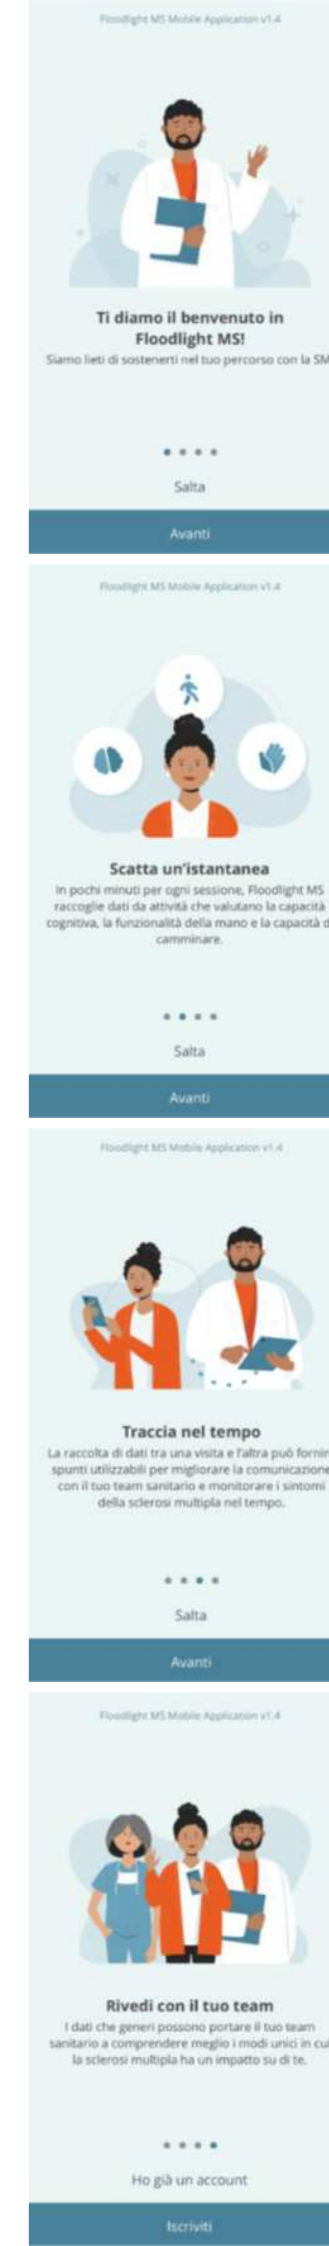 Floodlight MS Mobile Application v1.4
Ti diamo il benvenuto in
Floodlight MS!
Siamo lieti di sostenerti nel tuo percorso con la SM
Salta
Avanti
Floodlight MS Mobile Application v1.4
Scatta un'istantanea
In pochi minuti per ogni sessione, Floodlight MS
raccoglie dati da attività che valutano la capacità
cognitiva, la funzionalità della mano e la capacità d
camminare.
Salta
Avanti
Floodlight MS Mobile Application v1.4
Traccia nel tempo
La raccolta di dati tra una visita e l'altra può fornir
spunti utilizzabili per migliorare la comunicazione
con il tuo team sanitario e monitorare i sintomi
della sclerosi multipla nel tempo.
Salta
Avanti
Floodlight MS Mobile Application v1.4
Rivedi con il tuo team
I dati che generi possono portare il tuo team
sanitario a comprendere meglio i modi unici in cui
la sclerosi multipla ha un impatto su di te.
Ho già un account
Iscriviti